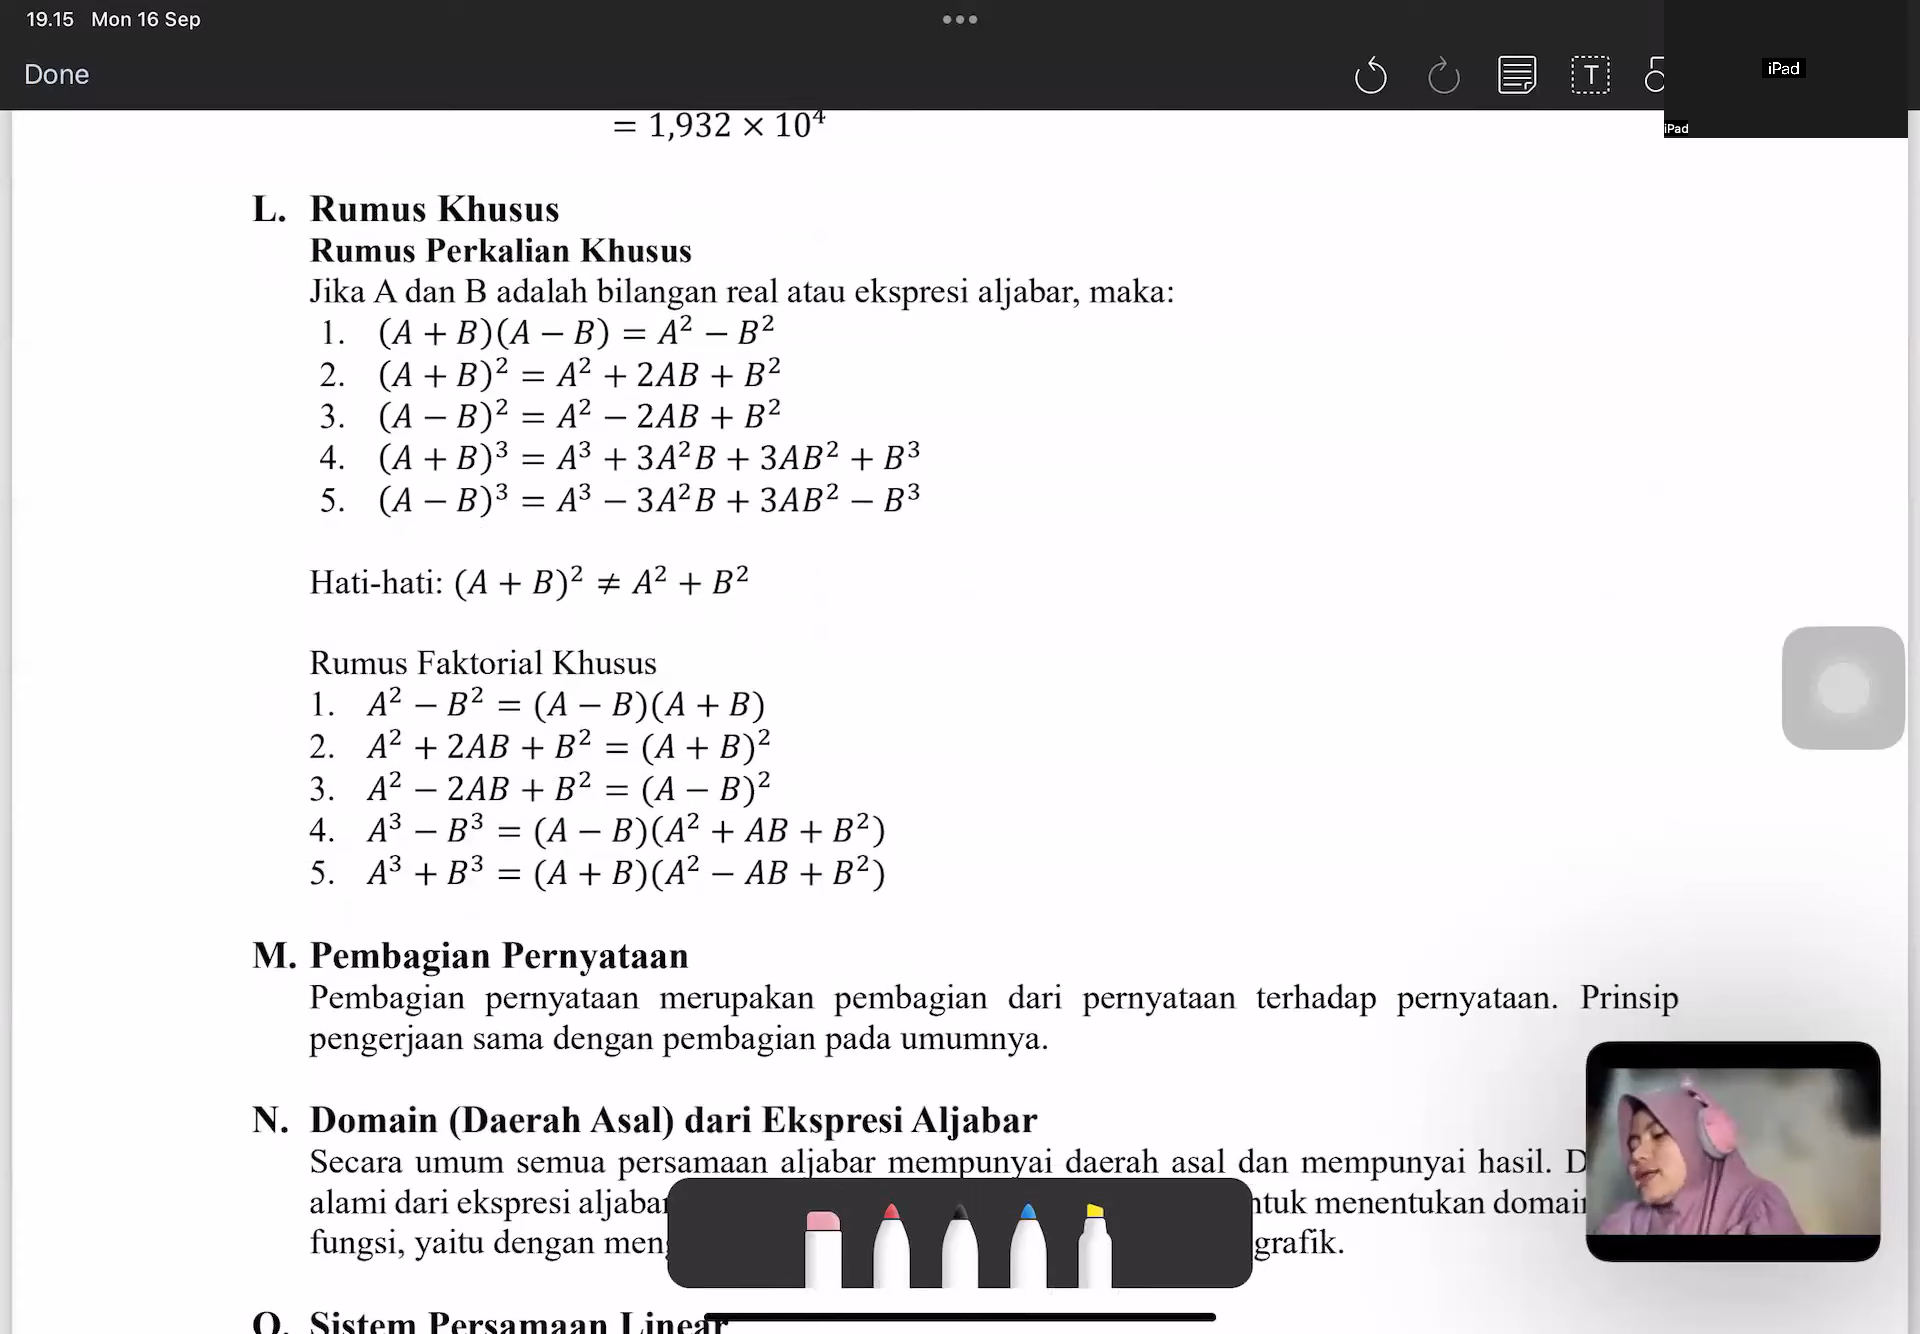 19.15 Mon 16 Sep
Done
T
iPad
iPad
= 1,932 × 10⁴
L. Rumus Khusus
Rumus Perkalian Khusus
Jika A dan B adalah bilangan real atau ekspresi aljabar, maka:
1. (A + B)(A − B) = A² − B²
2. (A + B)² = A² + 2AB + B²
3. (A − B)² = A² − 2AB + B²
4. (A + B)³ = A³ + 3A²B + 3AB² + B³
5. (A − B)³ = A³ − 3A²B + 3AB² − B³
Hati-hati: (A + B)² ≠ A² + B²
Rumus Faktorial Khusus
1. A² − B² = (A − B)(A + B)
2. A² + 2AB + B² = (A + B)²
3. A² − 2AB + B² = (A − B)²
4. A³ − B³ = (A − B)(A² + AB + B²)
5. A³ + B³ = (A + B)(A² − AB + B²)
M. Pembagian Pernyataan
Pembagian pernyataan merupakan pembagian dari pernyataan terhadap pernyataan. Prinsip
pengerjaan sama dengan pembagian pada umumnya.
N. Domain (Daerah Asal) dari Ekspresi Aljabar
Secara umum semua persamaan aljabar mempunyai daerah asal dan mempunyai hasil.
alami dari ekspresi menentukan
fungsi, yaitu dengan grafik.
O. Sistem Persamaan Linear